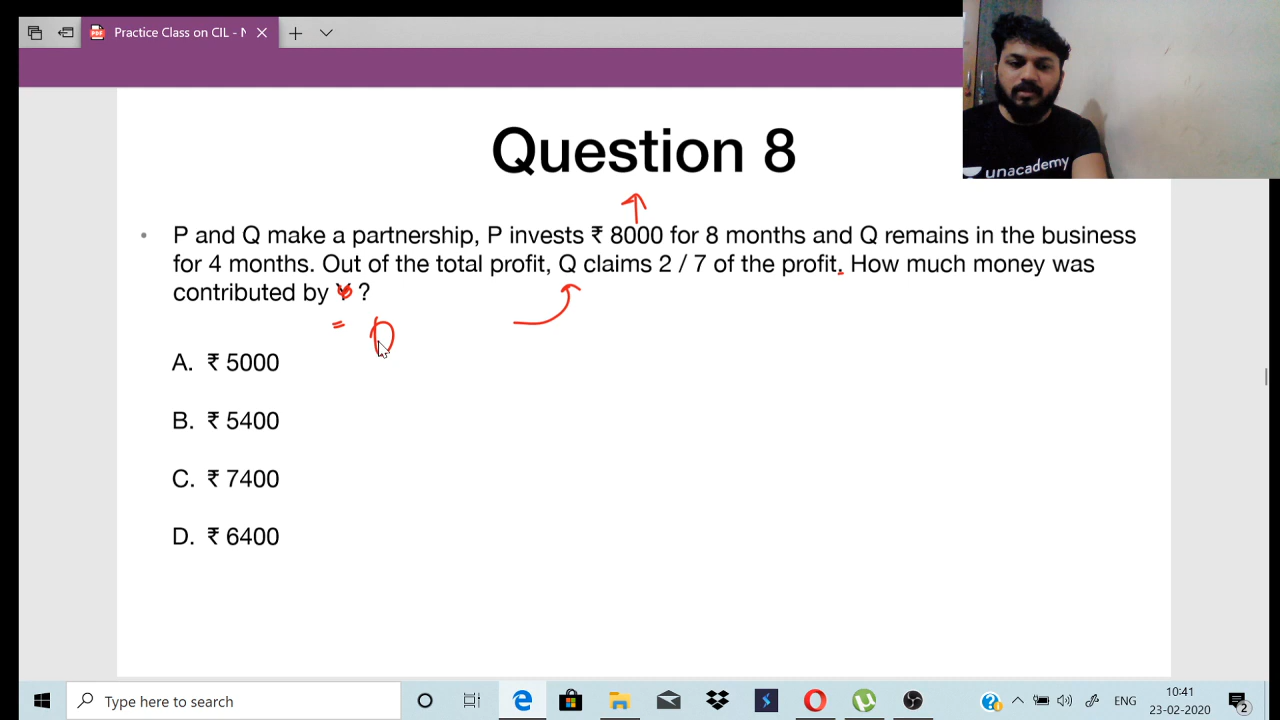 Practice Class on CIL - N
unacademy
Question 8
P and Q make a partnership, P invests ₹ 8000 for 8 months and Q remains in the business
for 4 months. Out of the total profit, Q claims 2 / 7 of the profit. How much money was
contributed by Y ?
=
A. ₹ 5000
B. ₹ 5400
C. ₹ 7400
D. ₹ 6400
Type here to search
ENG
10:41
23-02-2020
2